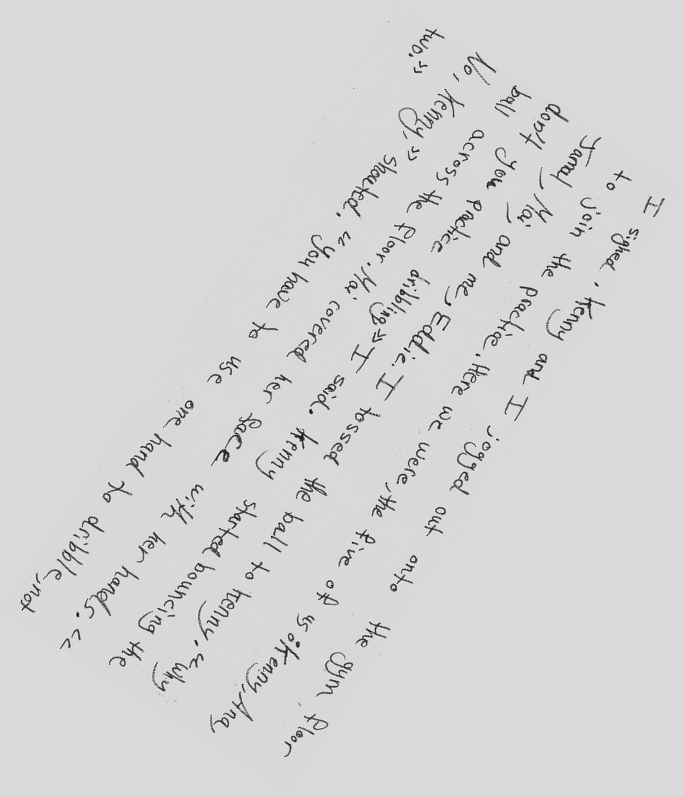 I sighed. Kenny and I jogged out onto the gym floor
to join the practice. Here we were, the five of us: Kenny, Ana,
Jamal, Mai, and me, Eddie. I tossed the ball to Kenny. "Why
don't you practice dribbling" I said. Kenny started bouncing the
ball across the floor. Mai covered her face with her hands. "
No, Kenny," shouted. "you have to use one hand to dribble, not
two."